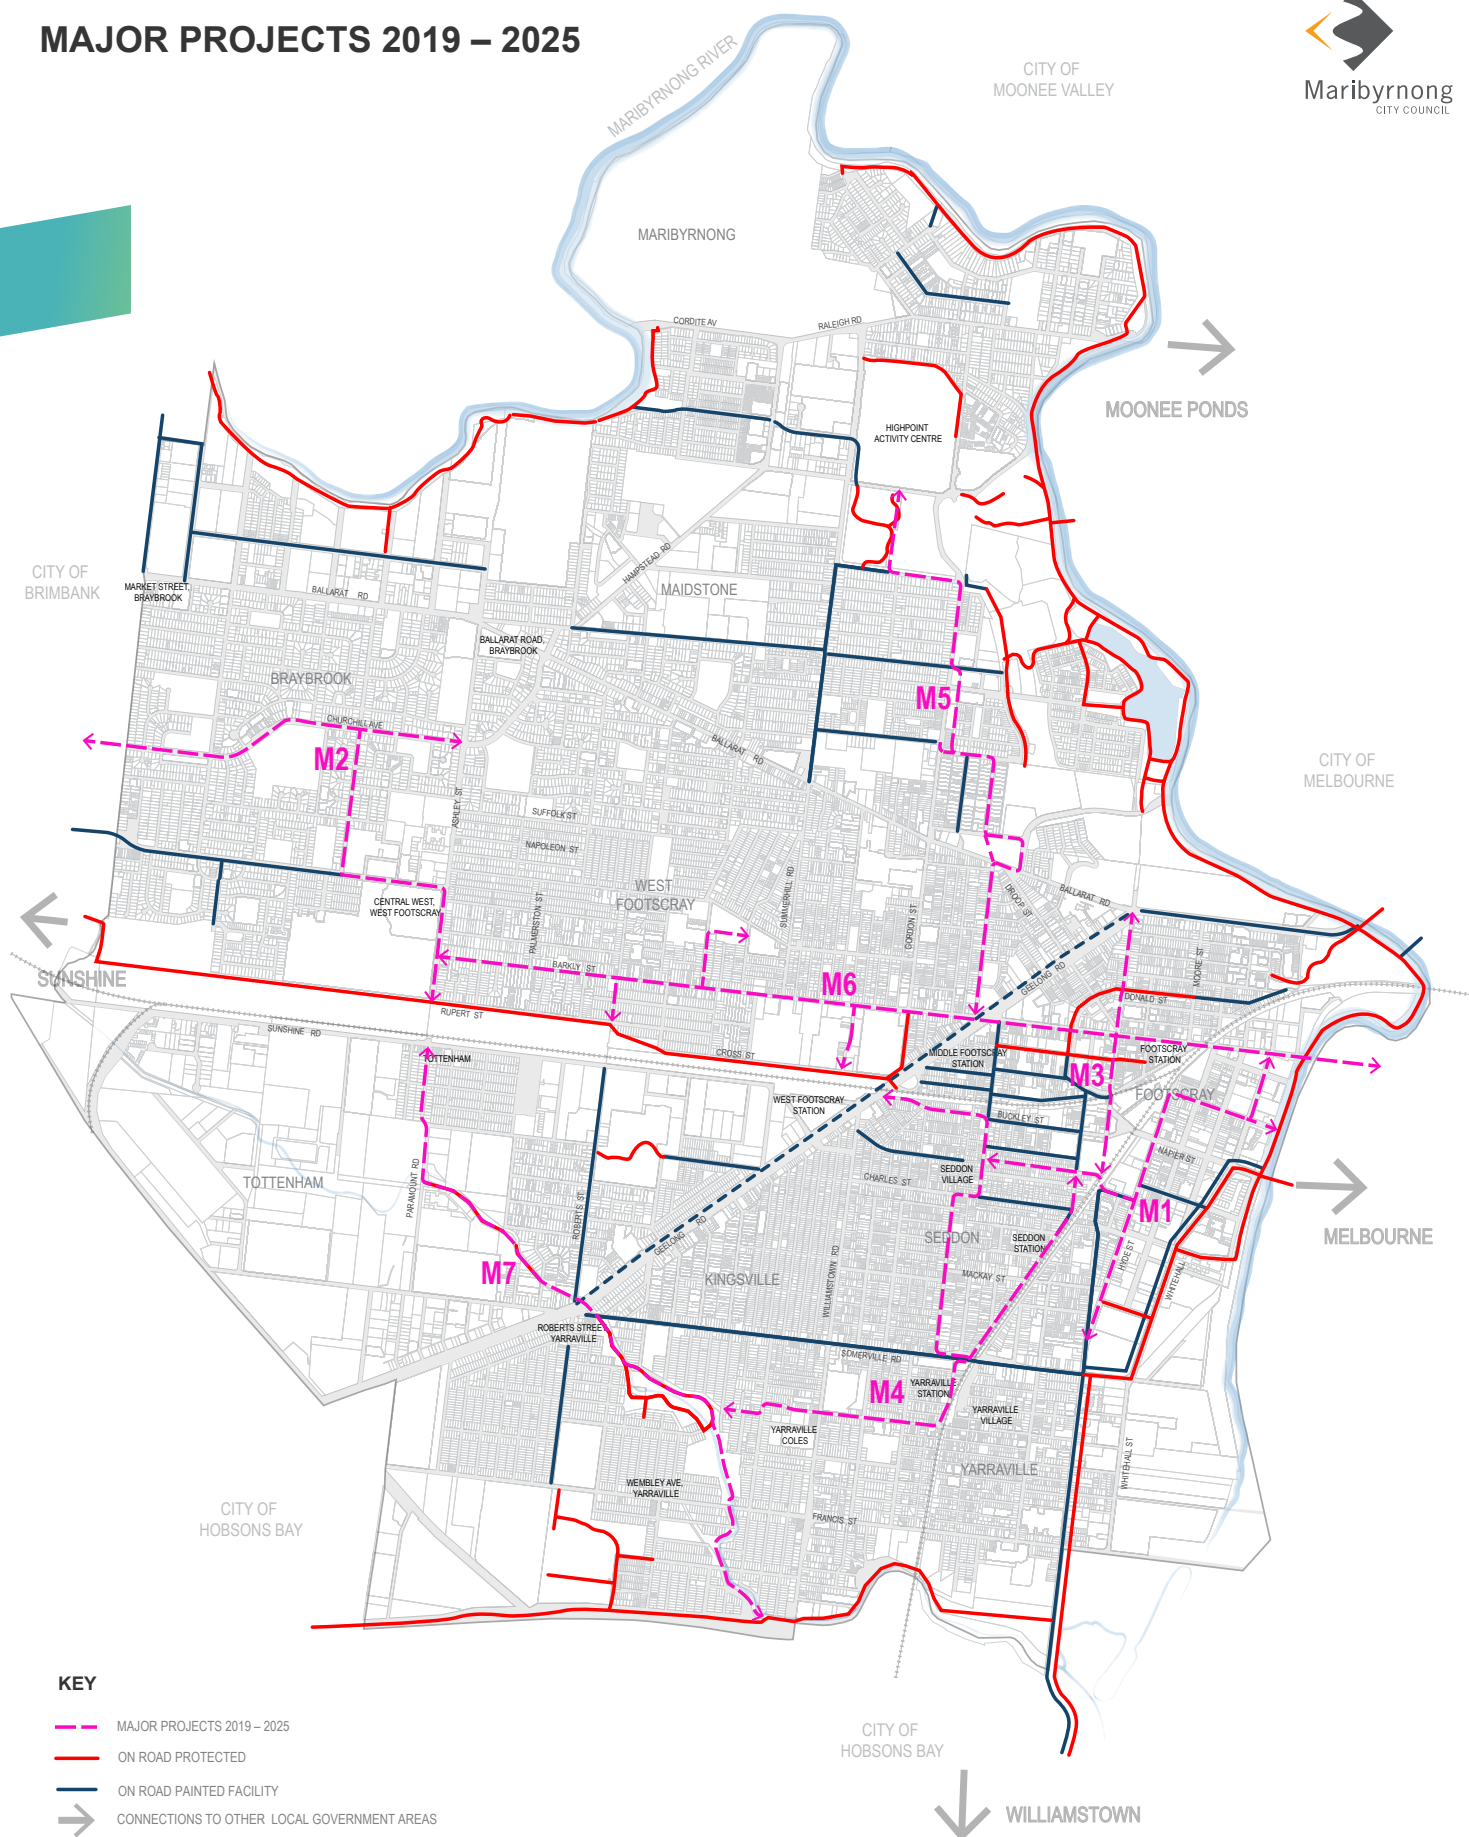 MAJOR PROJECTS 2019 – 2025
Maribyrnong
CITY COUNCIL
MARIBYRNONG RIVER
CITY OF
MOONEE VALLEY
MARIBYRNONG
CORDITE AV
RALEIGH RD
MOONEE PONDS
HIGHPOINT
ACTIVITY CENTRE
CITY OF
BRIMBANK
MARKET STREET,
BRAYBROOK
BALLARAT RD
HAMPSTEAD RD
MAIDSTONE
BALLARAT ROAD,
BRAYBROOK
BRAYBROOK
M5
CHURCHILL AVE
M2
BALLARAT RD
CITY OF
MELBOURNE
ASHLEY ST
SUFFOLK ST
NAPOLEON ST
WEST
FOOTSCRAY
SUMMERHILL RD
DROOP ST
BALLARAT RD
CENTRAL WEST,
WEST FOOTSCRAY
PALMERSTON ST
GORDON ST
MOORE ST
BARKLY ST
SUNSHINE
M6
GEELONG RD
DONALD ST
RUPERT ST
SUNSHINE RD
TOTTENHAM
CROSS ST
MIDDLE FOOTSCRAY
STATION
FOOTSCRAY
STATION
M3
FOOTSCRAY
WEST FOOTSCRAY
STATION
BUCKLEY ST
NAPIER ST
TOTTENHAM
PARAMOUNT RD
SEDDON
VILLAGE
CHARLES ST
MELBOURNE
M1
ROBERTS ST
GEELONG RD
SEDDON
SEDDON
STATION
HYDE ST
WHITEHALL
M7
KINGSVILLE
WILLIAMSTOWN RD
MACKAY ST
ROBERTS STREET,
YARRAVILLE
SOMERVILLE RD
M4
YARRAVILLE
STATION
YARRAVILLE
VILLAGE
YARRAVILLE
COLES
WHITEHALL ST
YARRAVILLE
WEMBLEY AVE,
YARRAVILLE
FRANCIS ST
CITY OF
HOBSONS BAY
KEY
MAJOR PROJECTS 2019 – 2025
ON ROAD PROTECTED
ON ROAD PAINTED FACILITY
CONNECTIONS TO OTHER LOCAL GOVERNMENT AREAS
CITY OF
HOBSONS BAY
WILLIAMSTOWN